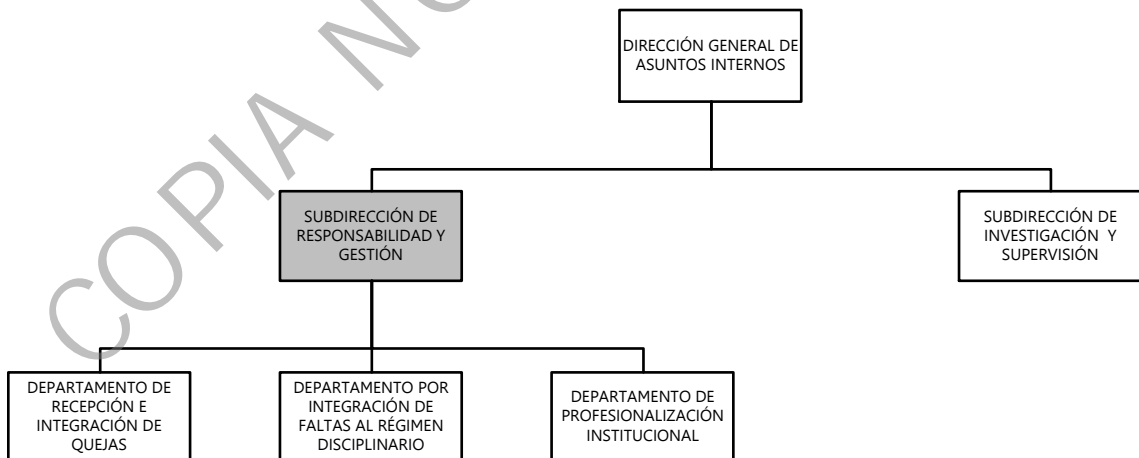 DIRECCIÓN GENERAL DE
ASUNTOS INTERNOS
SUBDIRECCIÓN DE
RESPONSABILIDAD Y
GESTIÓN
SUBDIRECCIÓN DE
INVESTIGACIÓN Y
SUPERVISIÓN
DEPARTAMENTO DE
RECEPCIÓN E
INTEGRACIÓN DE
QUEJAS
DEPARTAMENTO POR
INTEGRACIÓN DE
FALTAS AL RÉGIMEN
DISCIPLINARIO
DEPARTAMENTO DE
PROFESIONALIZACIÓN
INSTITUCIONAL
COPIA